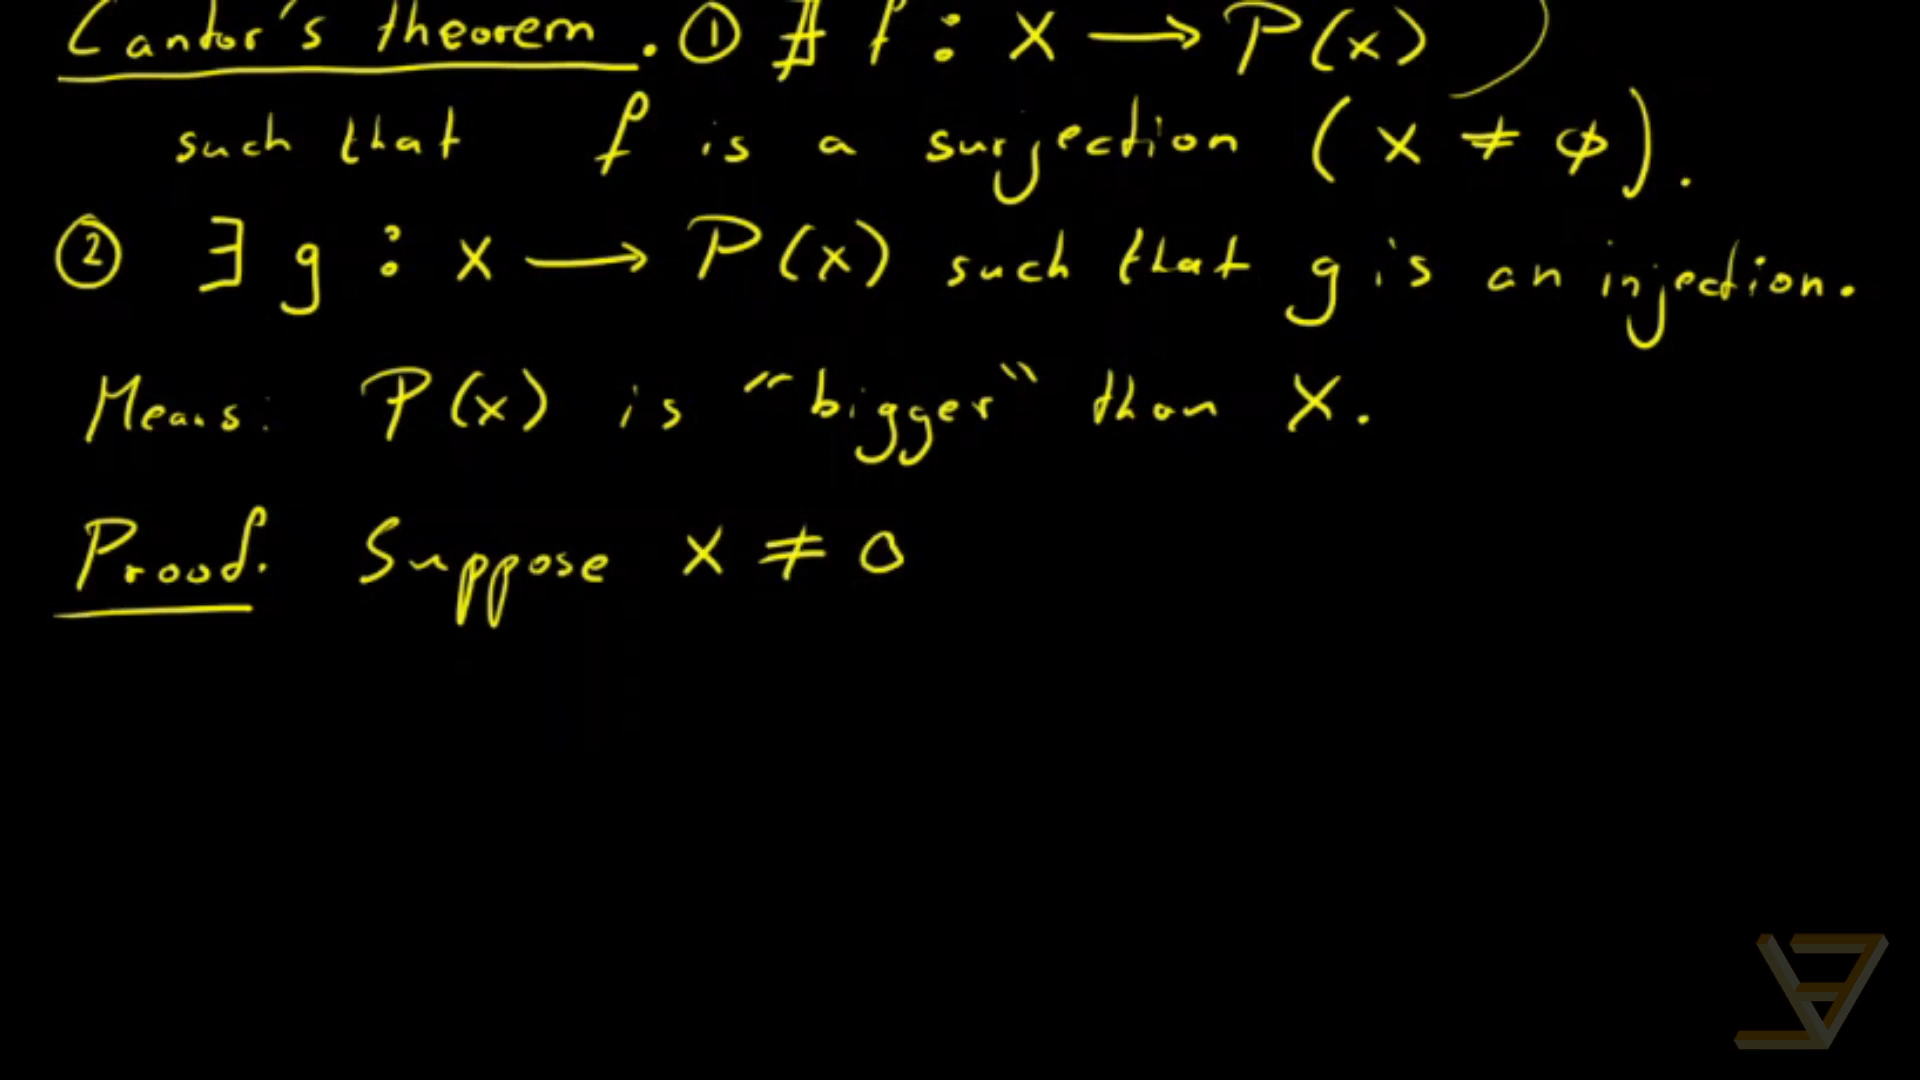 Cantor's theorem. ① ∄ f : X → P(X)
such that f is a surjection (X ≠ ∅).
② ∃ g : X → P(X) such that g is an injection.
Means: P(X) is "bigger" than X.
Proof. Suppose X ≠ O